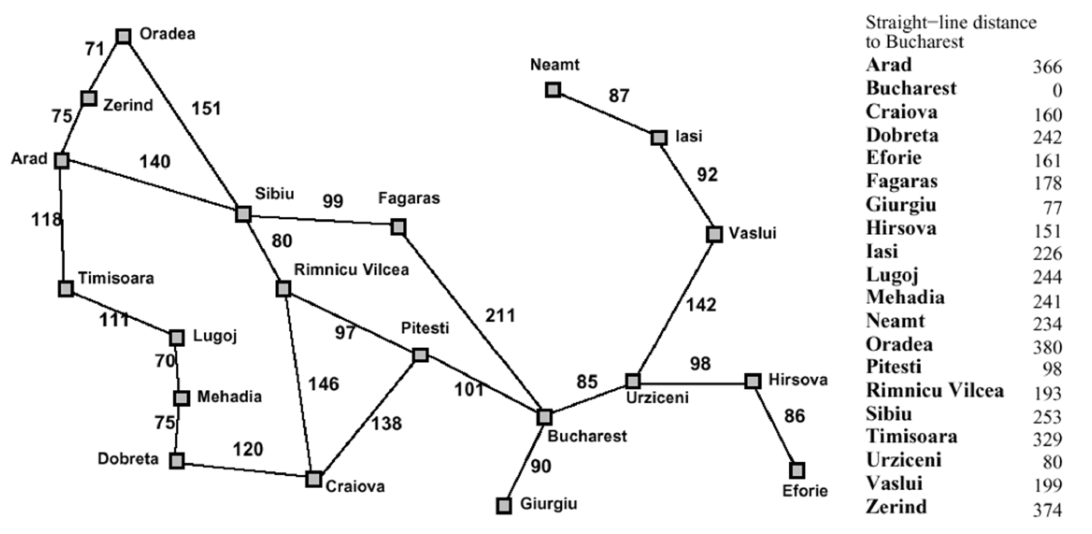 Oradea
71
Zerind
75
151
Arad
140
Sibiu
99
Fagaras
118
80
Timisoara
Rimnicu Vilcea
111
Lugoj
97
Pitesti
211
70
Mehadia
146
101
75
138
Dobreta
120
Craiova
Neamt
87
Iasi
92
Vaslui
142
98
Hirsova
85
Urziceni
86
Bucharest
90
Giurgiu
Eforie
Straight−line distance
to Bucharest
Arad 366
Bucharest 0
Craiova 160
Dobreta 242
Eforie 161
Fagaras 178
Giurgiu 77
Hirsova 151
Iasi 226
Lugoj 244
Mehadia 241
Neamt 234
Oradea 380
Pitesti 98
Rimnicu Vilcea 193
Sibiu 253
Timisoara 329
Urziceni 80
Vaslui 199
Zerind 374